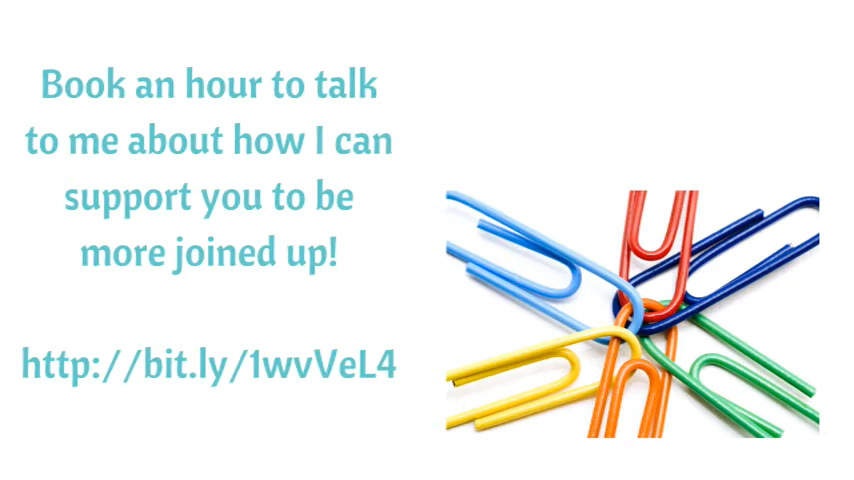 Book an hour to talk
to me about how I can
support you to be
more joined up!
http://bit.ly/1wvVeL4